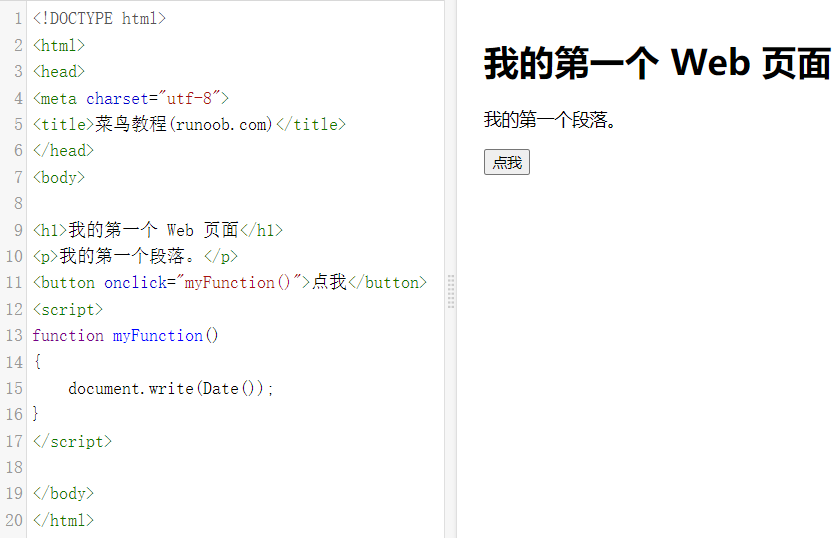 1 <!DOCTYPE html>
2 <html>
3 <head>
4 <meta charset="utf-8">
5 <title>菜鸟教程(runoob.com)</title>
6 </head>
7 <body>
8
9 <h1>我的第一个 Web 页面</h1>
10 <p>我的第一个段落。</p>
11 <button onclick="myFunction()">点我</button>
12 <script>
13 function myFunction()
14 {
15     document.write(Date());
16 }
17 </script>
18
19 </body>
20 </html>
我的第一个 Web 页面
我的第一个段落。
点我